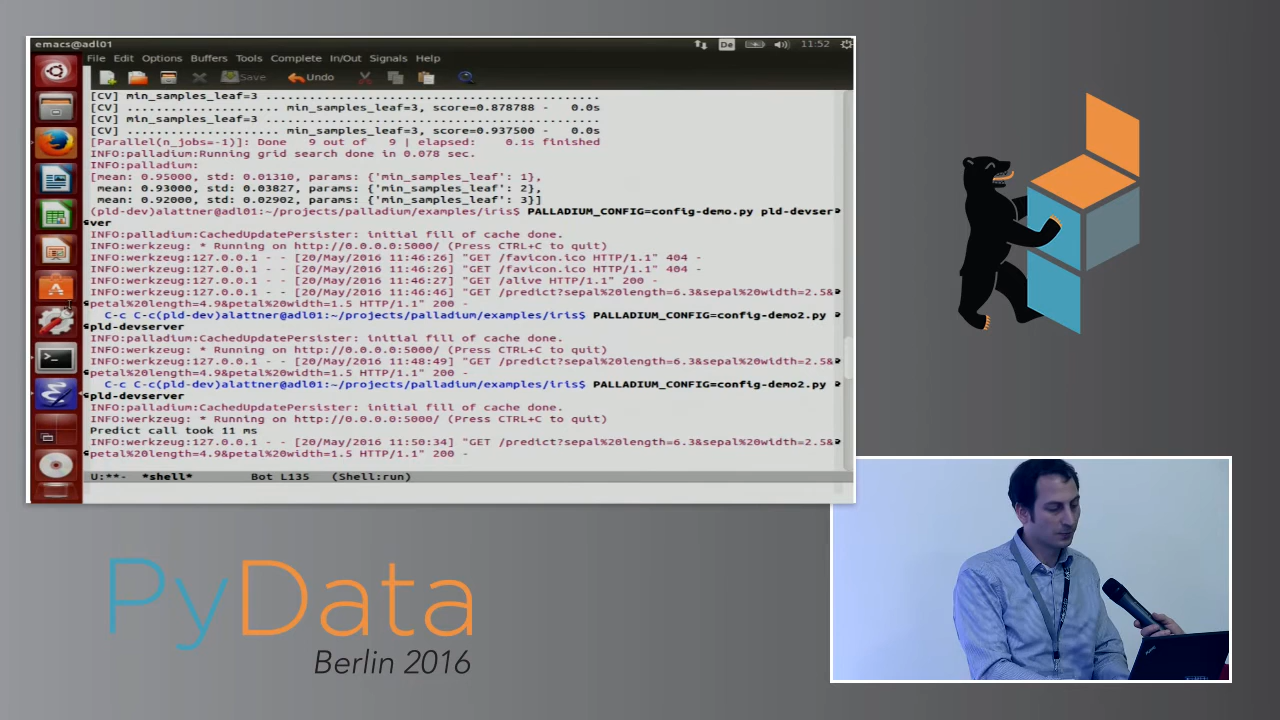 emacs@adl01
De
11:52
File Edit Options Buffers Tools Complete In/Out Signals Help
Save Undo
[CV] min_samples_leaf=3 ..................................................
[CV] ..................... min_samples_leaf=3, score=0.878788 - 0.0s
[CV] min_samples_leaf=3 ..................................................
[CV] ..................... min_samples_leaf=3, score=0.937500 - 0.0s
[Parallel(n_jobs=-1)]: Done 9 out of 9 | elapsed: 0.1s finished
INFO:palladium:Running grid search done in 0.078 sec.
INFO:palladium:
[mean: 0.95000, std: 0.01310, params: {'min_samples_leaf': 1},
mean: 0.93000, std: 0.03827, params: {'min_samples_leaf': 2},
mean: 0.92000, std: 0.02902, params: {'min_samples_leaf': 3}]
(pld-dev)alattner@adl01:~/projects/palladium/examples/iris$ PALLADIUM_CONFIG=config-demo.py pld-devser
ver
INFO:palladium:CachedUpdatePersister: initial fill of cache done.
INFO:werkzeug: * Running on http://0.0.0.0:5000/ (Press CTRL+C to quit)
INFO:werkzeug:127.0.0.1 - - [20/May/2016 11:46:26] "GET /favicon.ico HTTP/1.1" 404 -
INFO:werkzeug:127.0.0.1 - - [20/May/2016 11:46:26] "GET /favicon.ico HTTP/1.1" 404 -
INFO:werkzeug:127.0.0.1 - - [20/May/2016 11:46:27] "GET /alive HTTP/1.1" 200 -
INFO:werkzeug:127.0.0.1 - - [20/May/2016 11:46:46] "GET /predict?sepal%20length=6.3&sepal%20width=2.5&
petal%20length=4.9&petal%20width=1.5 HTTP/1.1" 200 -
C-c C-c(pld-dev)alattner@adl01:~/projects/palladium/examples/iris$ PALLADIUM_CONFIG=config-demo2.py
pld-devserver
INFO:palladium:CachedUpdatePersister: initial fill of cache done.
INFO:werkzeug: * Running on http://0.0.0.0:5000/ (Press CTRL+C to quit)
INFO:werkzeug:127.0.0.1 - - [20/May/2016 11:48:49] "GET /predict?sepal%20length=6.3&sepal%20width=2.5&
petal%20length=4.9&petal%20width=1.5 HTTP/1.1" 200 -
C-c C-c(pld-dev)alattner@adl01:~/projects/palladium/examples/iris$ PALLADIUM_CONFIG=config-demo2.py
pld-devserver
INFO:palladium:CachedUpdatePersister: initial fill of cache done.
INFO:werkzeug: * Running on http://0.0.0.0:5000/ (Press CTRL+C to quit)
Predict call took 11 ms
INFO:werkzeug:127.0.0.1 - - [20/May/2016 11:50:34] "GET /predict?sepal%20length=6.3&sepal%20width=2.5&
petal%20length=4.9&petal%20width=1.5 HTTP/1.1" 200 -
U:**- *shell* Bot L135 (Shell:run)
PyData
Berlin 2016